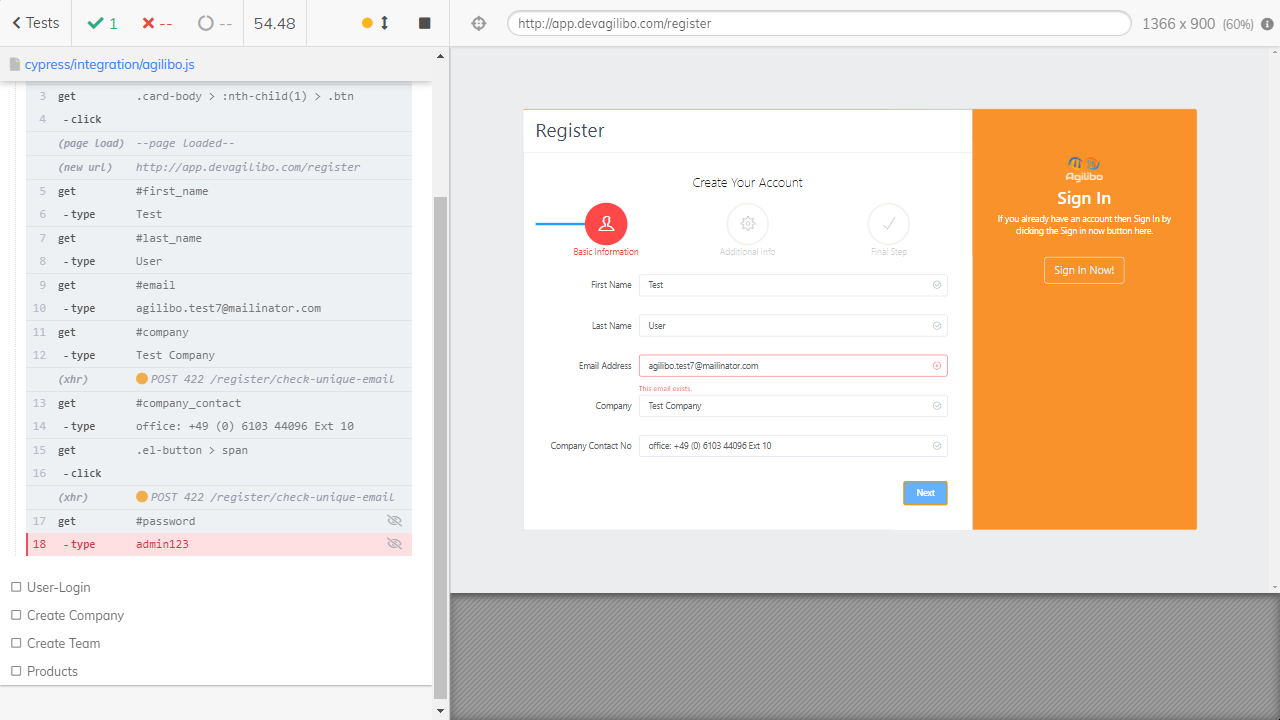 Tests
1
--
--
54.48
http://app.devagilibo.com/register
1366 x 900 (60%)
cypress/integration/agilibo.js
3 get .card-body > :nth-child(1) > .btn
4 - click
(page load) --page loaded--
(new url) http://app.devagilibo.com/register
5 get #first_name
6 - type Test
7 get #last_name
8 - type User
9 get #email
10 - type agilibo.test7@mailinator.com
11 get #company
12 - type Test Company
(xhr) POST 422 /register/check-unique-email
13 get #company_contact
14 - type office: +49 (0) 6103 44096 Ext 10
15 get .el-button > span
16 - click
(xhr) POST 422 /register/check-unique-email
17 get #password
18 - type admin123
User-Login
Create Company
Create Team
Products
Register
Create Your Account
Basic Information
Additional Info
Final Step
First Name Test
Last Name User
Email Address agilibo.test7@mailinator.com
This email exists.
Company Test Company
Company Contact No office: +49 (0) 6103 44096 Ext 10
Next
Agilibo
Sign In
If you already have an account then Sign In by
clicking the Sign in now button here.
Sign In Now!